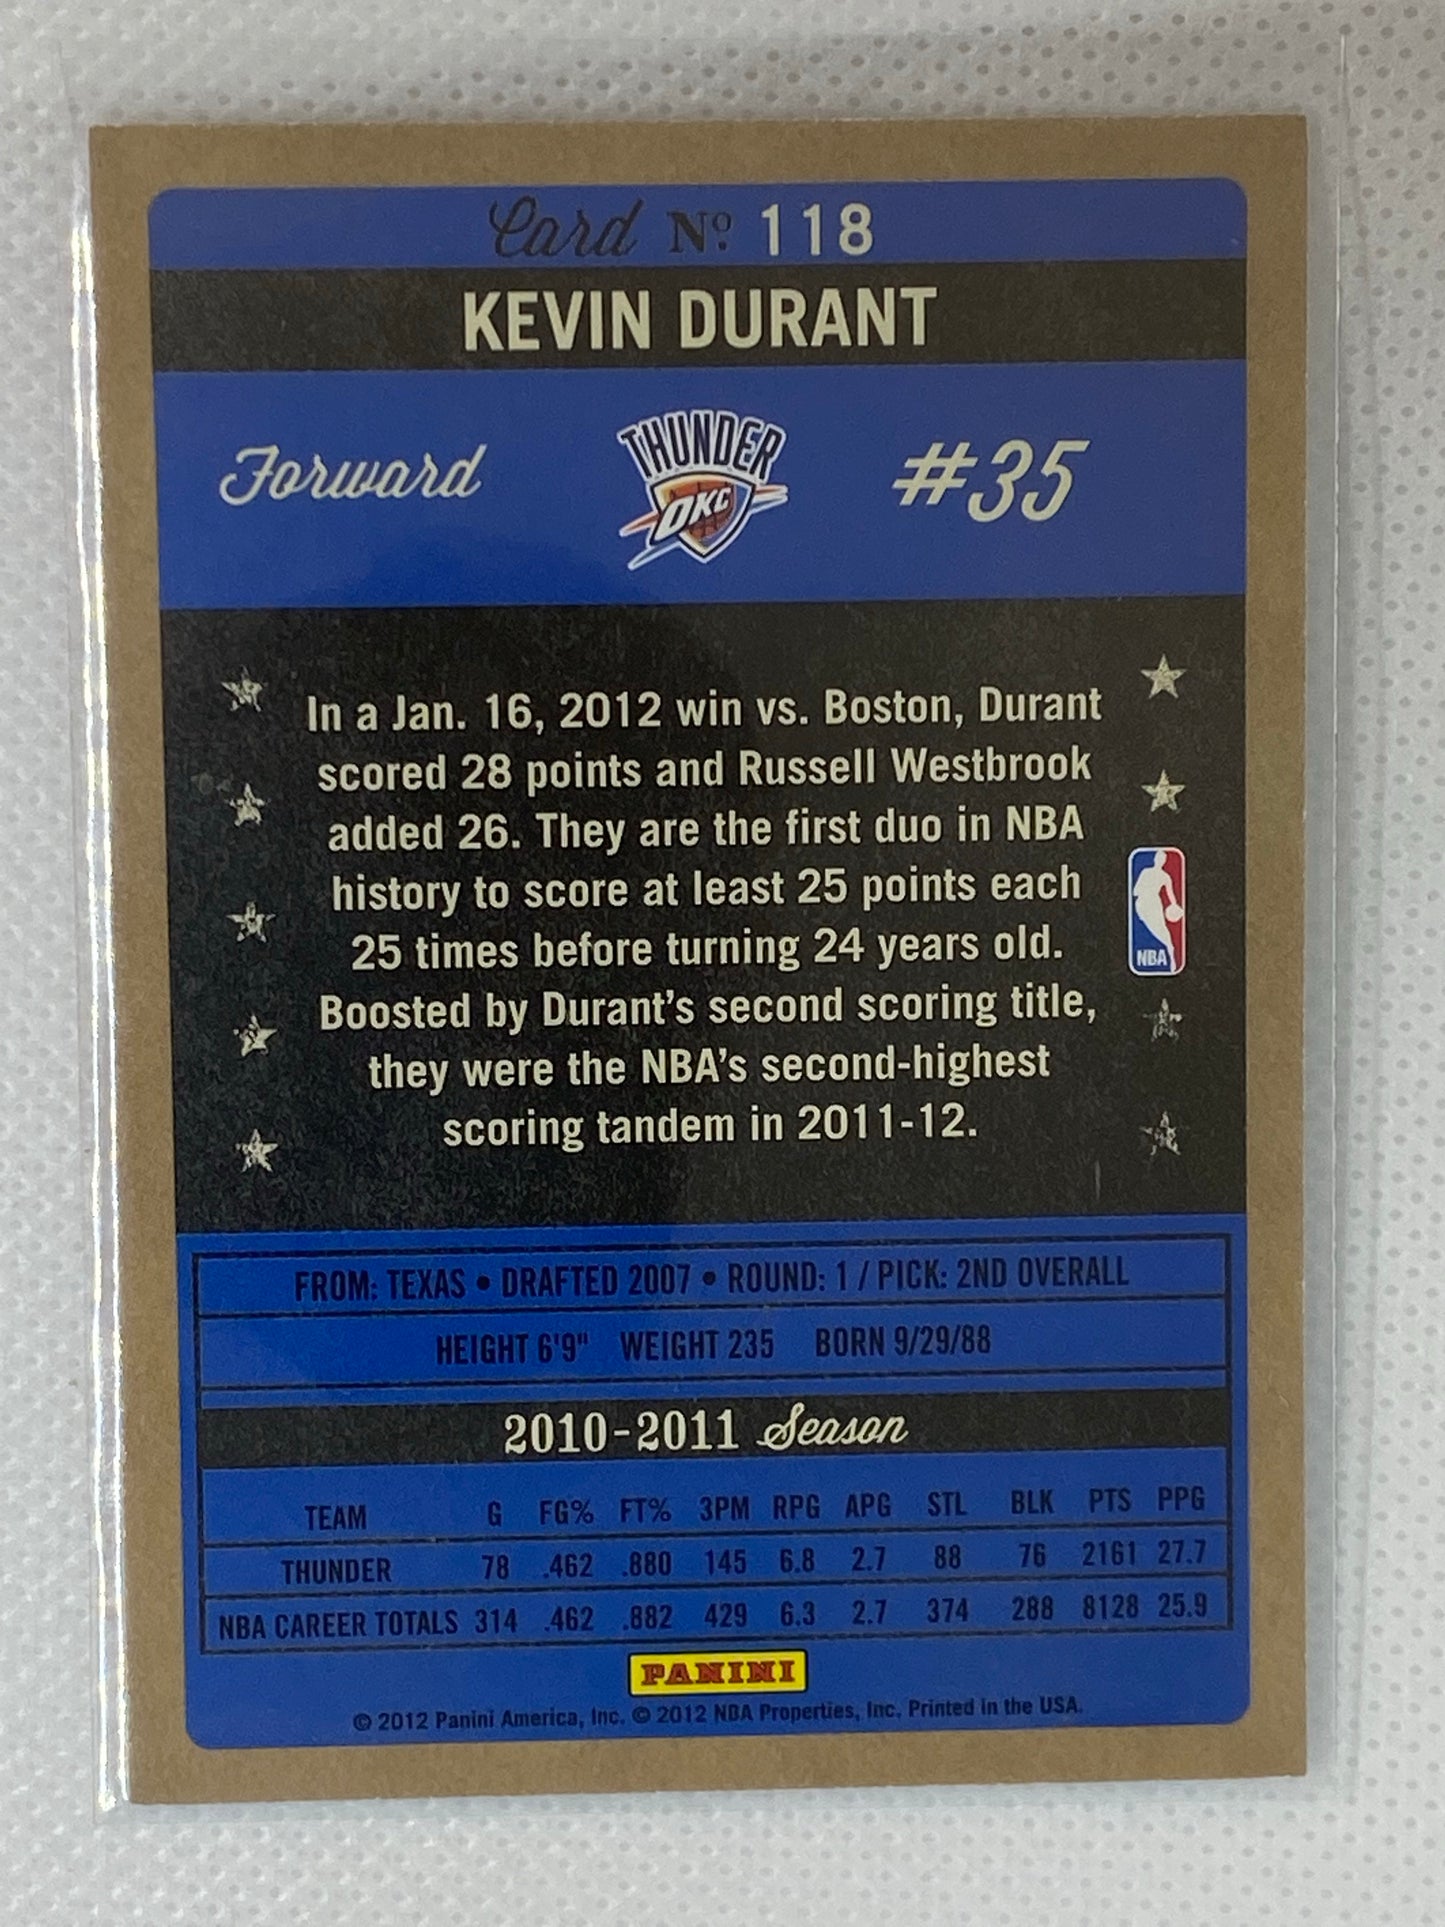 Card No. 118
KEVIN DURANT
Forward
THUNDER
OKC
#35
In a Jan. 16, 2012 win vs. Boston, Durant
scored 28 points and Russell Westbrook
added 26. They are the first duo in NBA
history to score at least 25 points each
25 times before turning 24 years old.
Boosted by Durant's second scoring title,
they were the NBA's second-highest
scoring tandem in 2011-12.
NBA
FROM: TEXAS • DRAFTED 2007 • ROUND: 1 / PICK: 2ND OVERALL
HEIGHT 6'9" WEIGHT 235 BORN 9/29/88
2010-2011 Season
TEAM G FG% FT% 3PM RPG APG STL BLK PTS PPG
THUNDER 78 .462 .880 145 6.8 2.7 88 76 2161 27.7
NBA CAREER TOTALS 314 .462 .882 429 6.3 2.7 374 288 8128 25.9
PANINI
© 2012 Panini America, Inc. © 2012 NBA Properties, Inc. Printed in the USA.